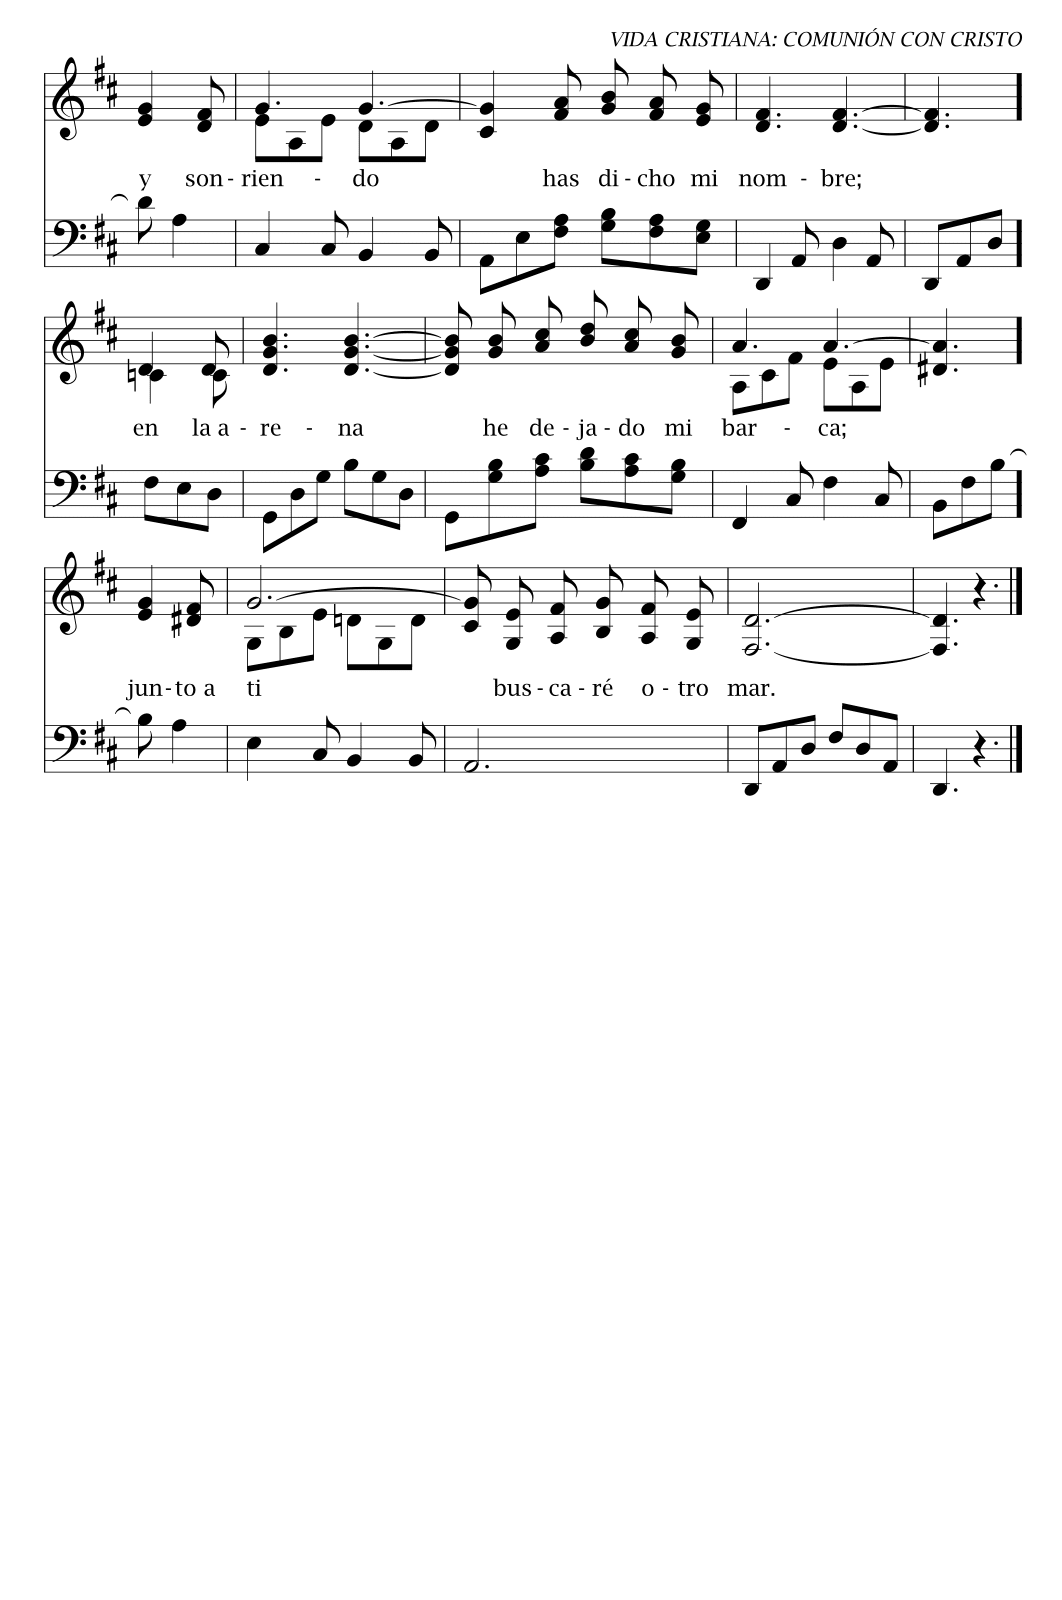 VIDA CRISTIANA: COMUNIÓN CON CRISTO
y son - rien - do has di - cho mi nom - bre;
en la a - re - na he de - ja - do mi bar - ca;
jun - to a ti bus - ca - ré o - tro mar.